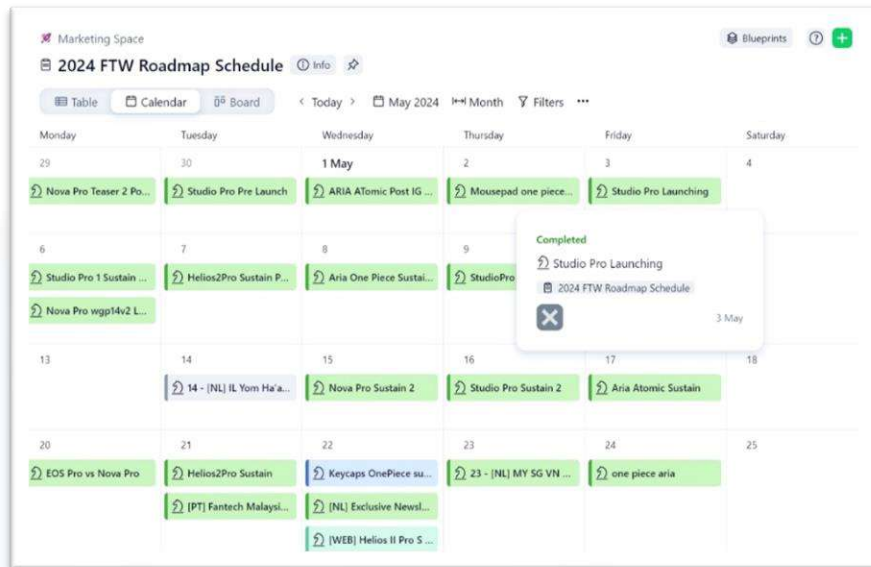 Marketing Space
Blueprints
2024 FTW Roadmap Schedule
Info
Table
Calendar
Board
Today
May 2024
Month
Filters
Monday
Tuesday
Wednesday
Thursday
Friday
Saturday
29
30
1 May
2
3
4
Nova Pro Teaser 2 Po...
Studio Pro Pre Launch
ARIA ATomic Post IG ...
Mousepad one piece...
Studio Pro Launching
Completed
Studio Pro Launching
2024 FTW Roadmap Schedule
3 May
6
7
8
9
Studio Pro 1 Sustain ...
Helios2Pro Sustain P...
Aria One Piece Sustai...
StudioPro
Nova Pro wgp14v2 L...
13
14
15
16
17
18
14 - [NL] IL Yom Ha'a...
Nova Pro Sustain 2
Studio Pro Sustain 2
Aria Atomic Sustain
20
21
22
23
24
25
EOS Pro vs Nova Pro
Helios2Pro Sustain
Keycaps OnePiece su...
23 - [NL] MY SG VN ...
one piece aria
[PT] Fantech Malaysi...
[NL] Exclusive Newsl...
[WEB] Helios II Pro S ...